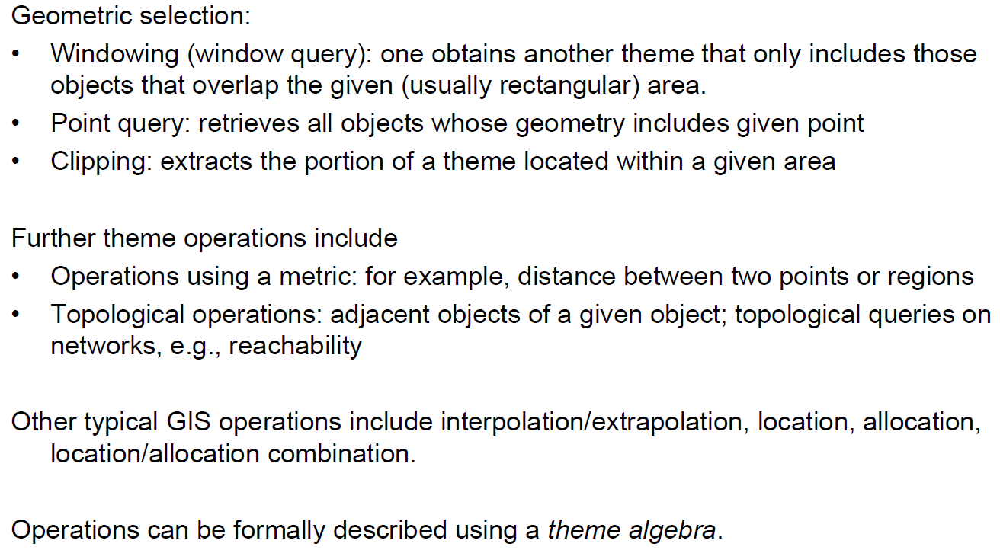 Geometric selection:
• Windowing (window query): one obtains another theme that only includes those
objects that overlap the given (usually rectangular) area.
• Point query: retrieves all objects whose geometry includes given point
• Clipping: extracts the portion of a theme located within a given area
Further theme operations include
• Operations using a metric: for example, distance between two points or regions
• Topological operations: adjacent objects of a given object; topological queries on
networks, e.g., reachability
Other typical GIS operations include interpolation/extrapolation, location, allocation,
location/allocation combination.
Operations can be formally described using a theme algebra.